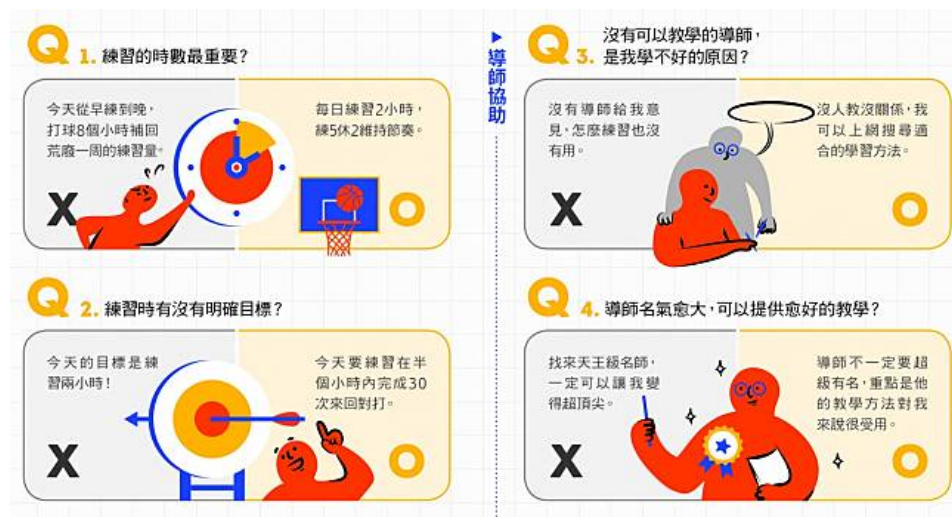 Q 1. 練習的時數最重要？
今天從早練到晚，
打球8個小時補回
荒廢一周的練習量。
X
每日練習2小時，
練5休2維持節奏。
O
Q 2. 練習時有沒有明確目標？
今天的目標是練
習兩小時！
X
今天要練習在半
個小時內完成30
次來回對打。
O
▶導師協助
Q 3. 沒有可以教學的導師，
是我學不好的原因？
沒有導師給我意
見，怎麼練習也沒
有用。
X
沒人教沒關係，我
可以上網搜尋適
合的學習方法。
O
Q 4. 導師名氣愈大，可以提供愈好的教學？
找來天王級名師，
一定可以讓我變
得超頂尖。
X
導師不一定要超
級有名，重點是他
的教學方法對我
來說很受用。
O